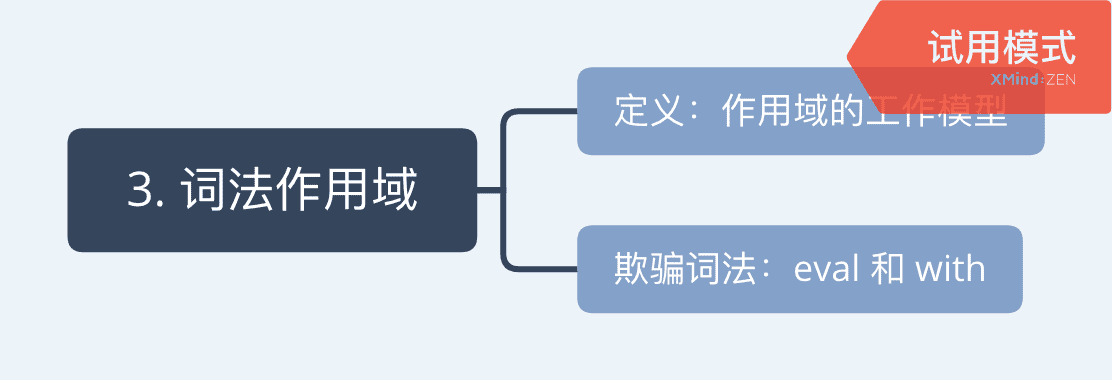 试用模式
XMind:ZEN
定义：作用域的工作模型
3. 词法作用域
欺骗词法：eval 和 with